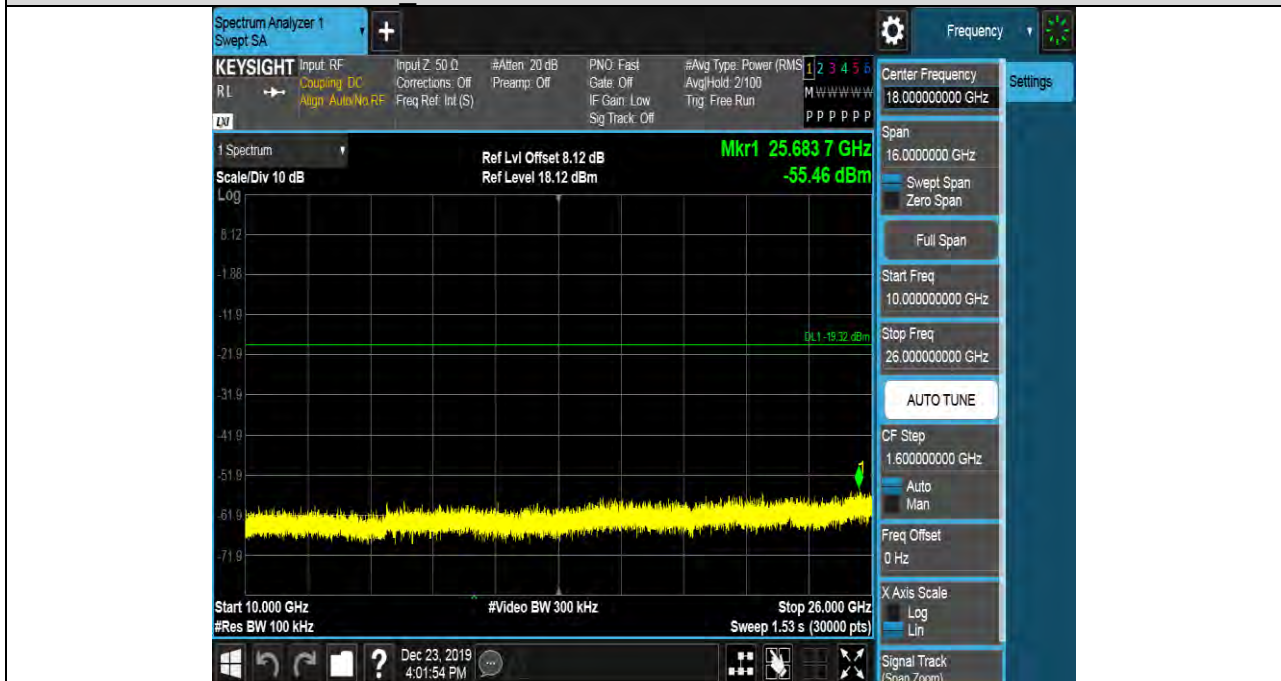 Spectrum Analyzer 1
Swept SA
+
Frequency
KEYSIGHT
Input: RF
Coupling: DC
Align: Auto/No RF
Input Z: 50 Ω
Corrections: Off
Freq Ref: Int (S)
#Atten: 20 dB
Preamp: Off
PNO: Fast
Gate: Off
IF Gain: Low
Sig Track: Off
#Avg Type: Power (RMS
Avg|Hold: 2/100
Trig: Free Run
1 2 3 4 5 6
M W W W W W
P P P P P P
RL
LXI
Center Frequency
18.000000000 GHz
Settings
1 Spectrum
Scale/Div 10 dB
Ref Lvl Offset 8.12 dB
Ref Level 18.12 dBm
Mkr1 25.683 7 GHz
-55.46 dBm
Span
16.0000000 GHz
Swept Span
Zero Span
Full Span
Start Freq
10.000000000 GHz
Stop Freq
26.000000000 GHz
AUTO TUNE
CF Step
1.600000000 GHz
Auto
Man
Freq Offset
0 Hz
X Axis Scale
Log
Lin
Signal Track
(Span Zoom)
Log
8.12
-1.88
-11.9
DL1 -19.32 dBm
-21.9
-31.9
-41.9
-51.9
1
-61.9
-71.9
Start 10.000 GHz
#Video BW 300 kHz
Stop 26.000 GHz
#Res BW 100 kHz
Sweep 1.53 s (30000 pts)
?
Dec 23, 2019
4:01:54 PM